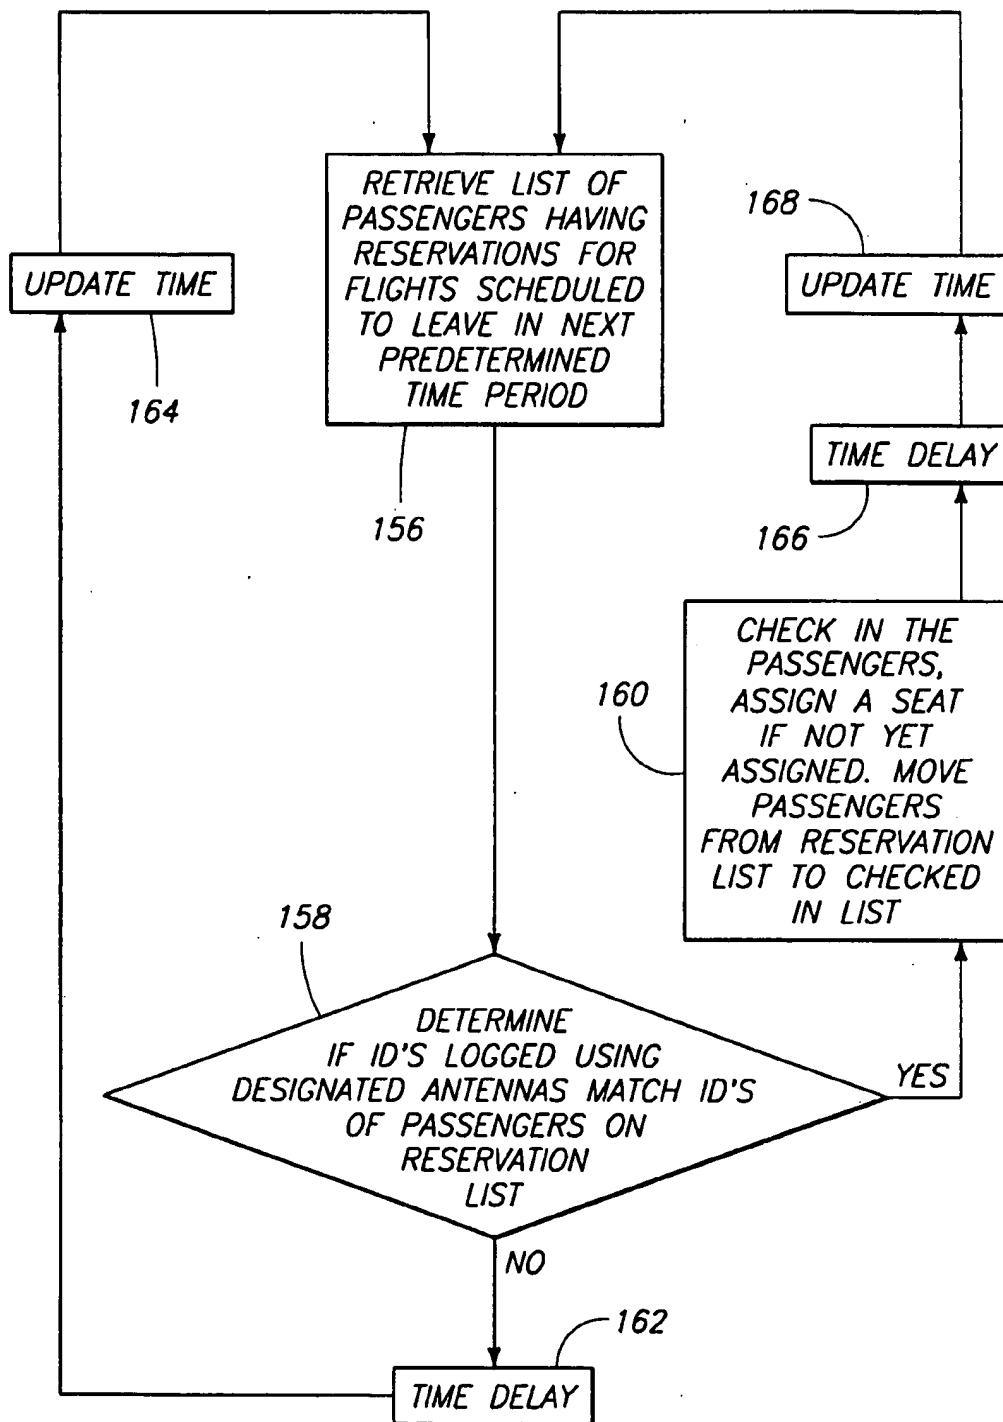 RETRIEVE LIST OF
PASSENGERS HAVING
RESERVATIONS FOR
FLIGHTS SCHEDULED
TO LEAVE IN NEXT
PREDETERMINED
TIME PERIOD
156
UPDATE TIME
164
168
UPDATE TIME
TIME DELAY
166
160
CHECK IN THE
PASSENGERS,
ASSIGN A SEAT
IF NOT YET
ASSIGNED. MOVE
PASSENGERS
FROM RESERVATION
LIST TO CHECKED
IN LIST
158
DETERMINE
IF ID'S LOGGED USING
DESIGNATED ANTENNAS MATCH ID'S
OF PASSENGERS ON
RESERVATION
LIST
YES
NO
162
TIME DELAY